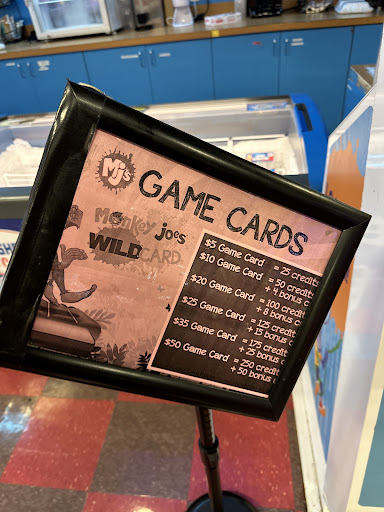 MJ's GAME CARDS
Monkey Joe's
WILDCARD
$5 Game Card = 25 credits
$10 Game Card = 50 credits
+ 4 bonus c
$20 Game Card = 100 credit
+ 8 bonus c
$25 Game Card = 125 credit
+ 15 bonus c
$35 Game Card = 175 credit
+ 25 bonus c
$50 Game Card = 250 credit
+ 50 bonus c